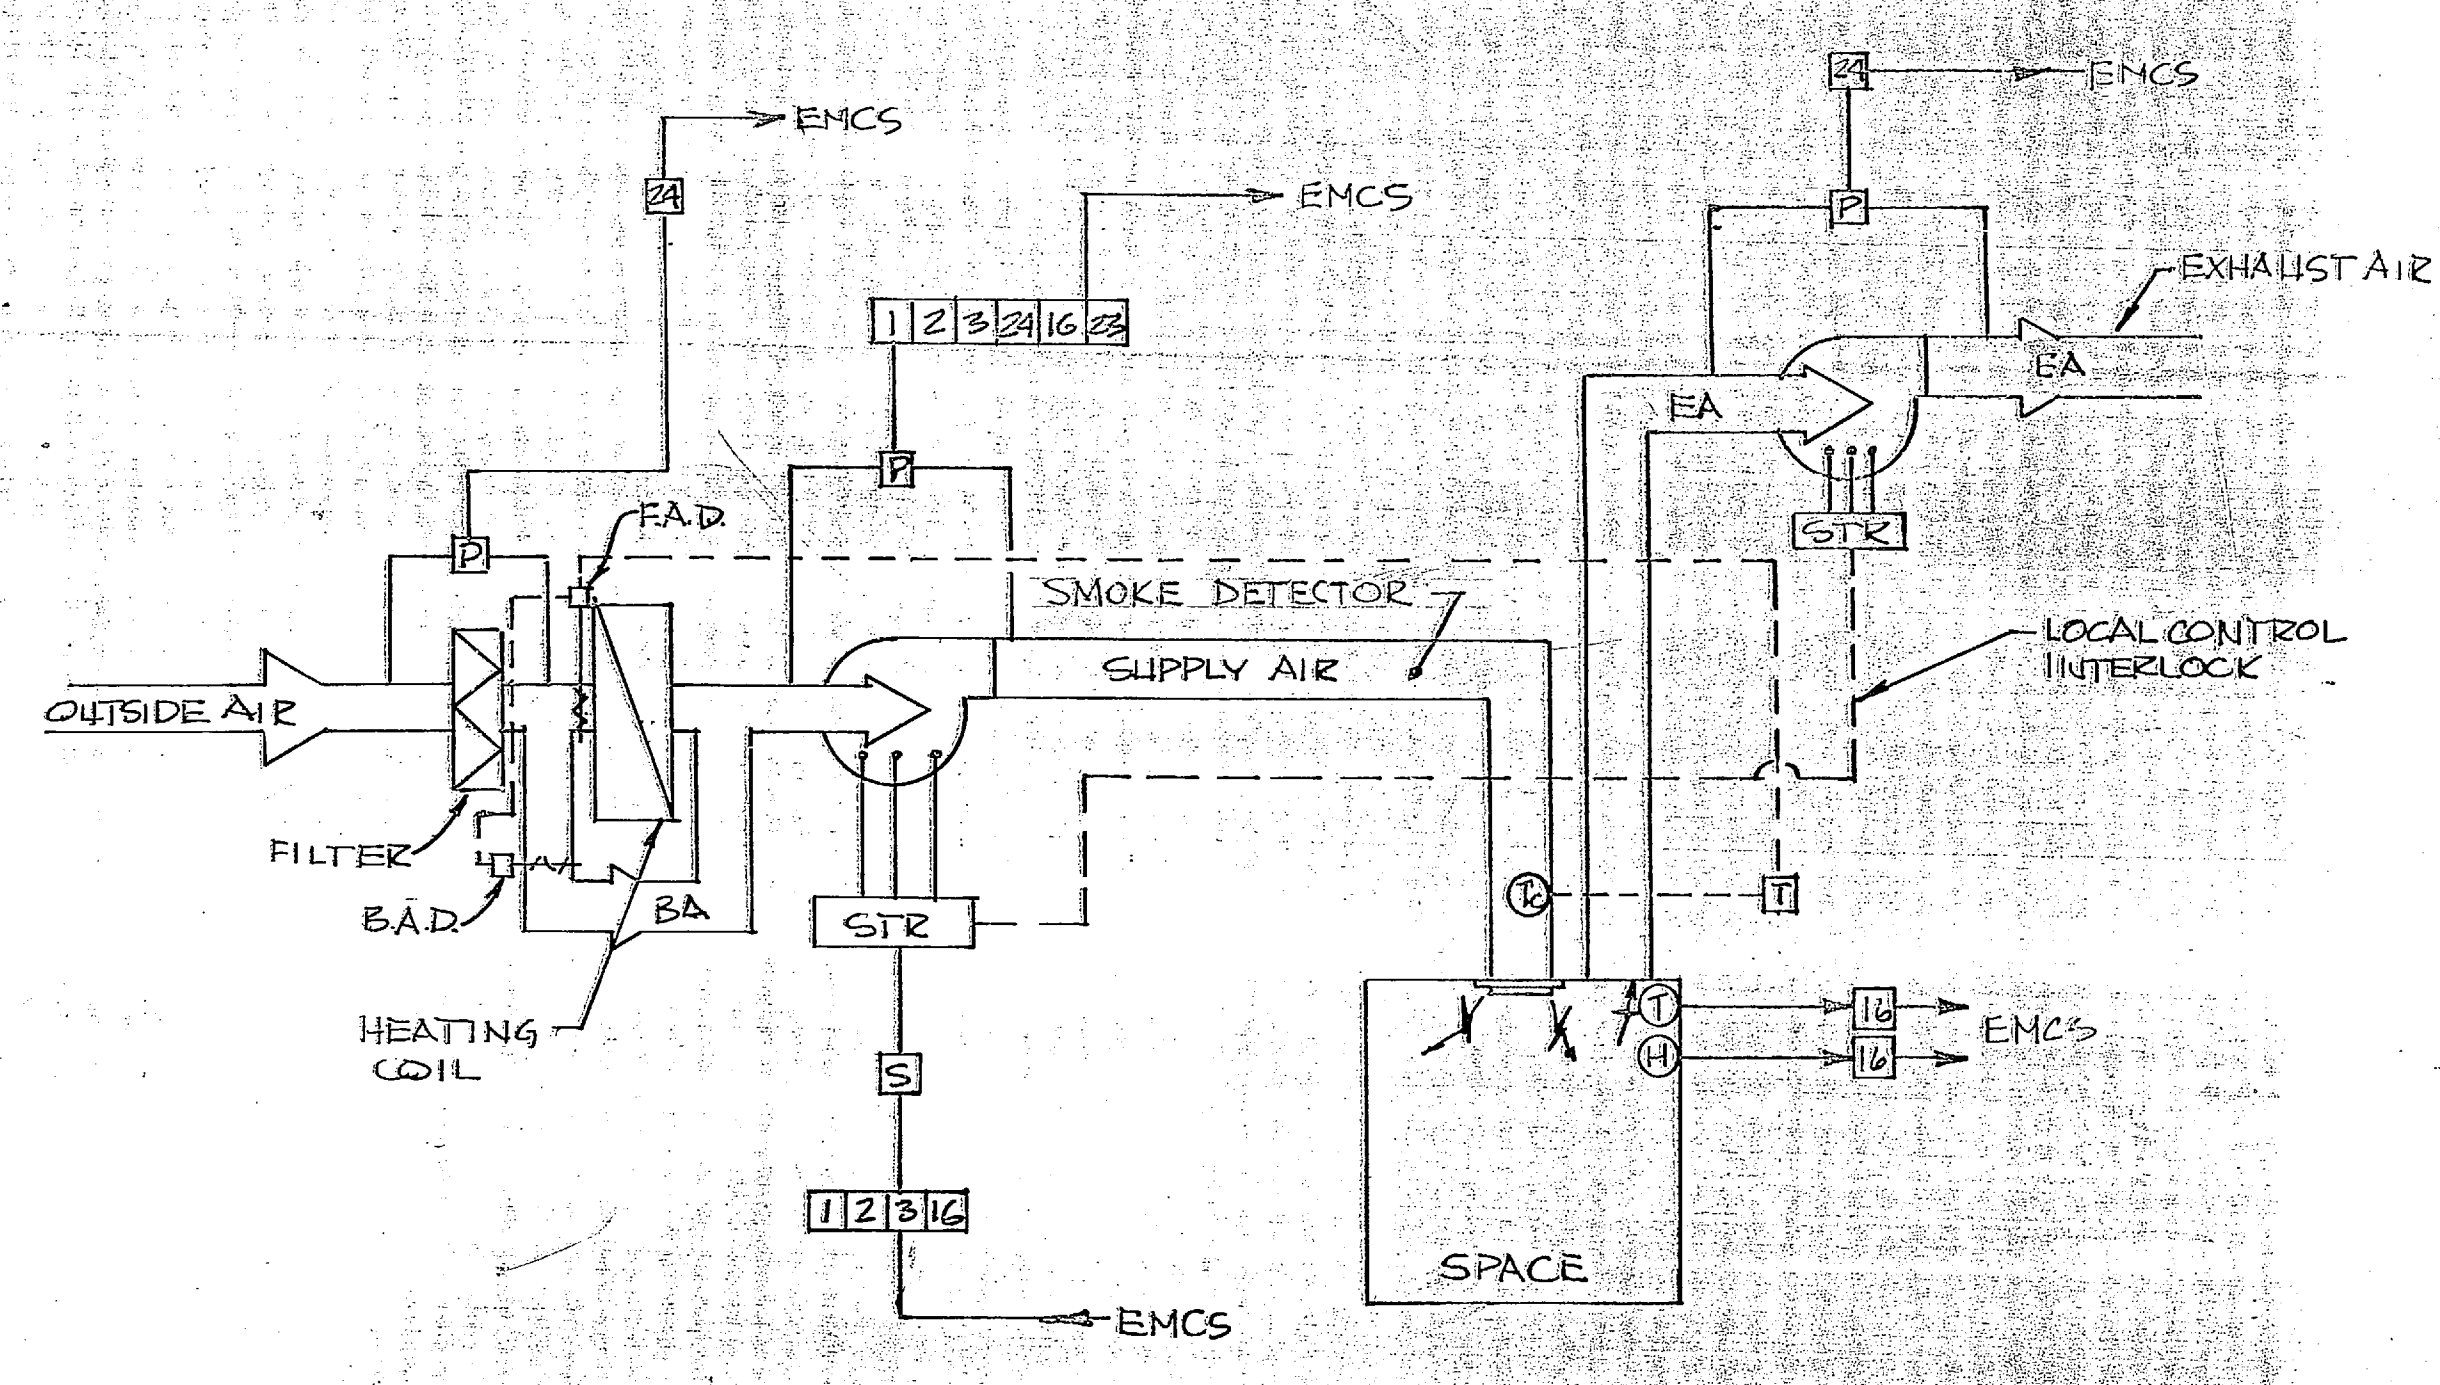 24
EMCS
EMCS
24
EMCS
P
EXHAUST AIR
1 2 3 24 16 23
EA
EA
P
F.A.D.
STR
P
SMOKE DETECTOR
LOCAL CONTROL
INTERLOCK
SUPPLY AIR
OUTSIDE AIR
FILTER
T
B.A.D.
BA
STR
T
16
HEATING
COIL
EMCS
H
16
S
1 2 3 16
SPACE
EMCS